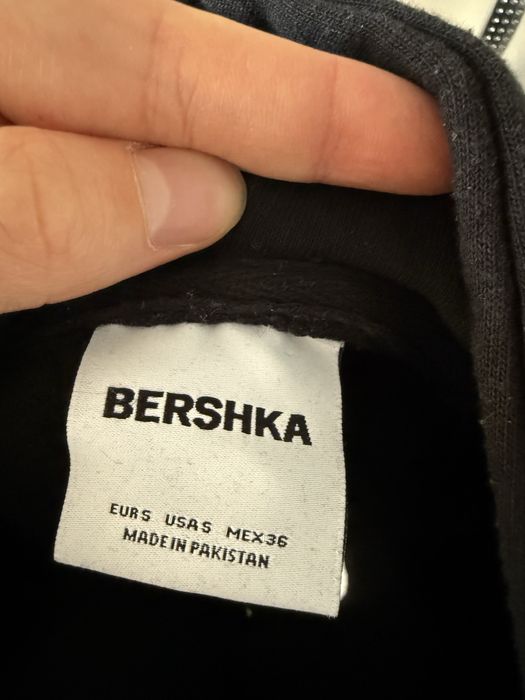 BERSHKA
EUR S USA S MEX 36
MADE IN PAKISTAN